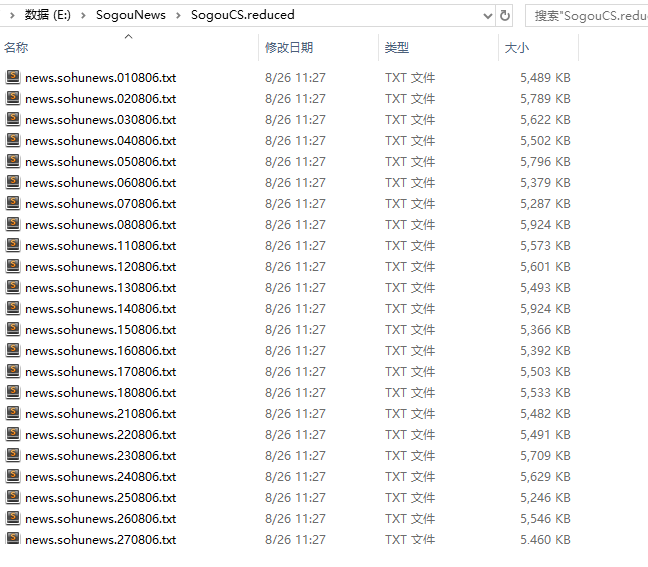 数据 (E:) › SogouNews › SogouCS.reduced 搜索"SogouCS.redu
名称 修改日期 类型 大小
news.sohunews.010806.txt 8/26 11:27 TXT 文件 5,489 KB
news.sohunews.020806.txt 8/26 11:27 TXT 文件 5,789 KB
news.sohunews.030806.txt 8/26 11:27 TXT 文件 5,622 KB
news.sohunews.040806.txt 8/26 11:27 TXT 文件 5,502 KB
news.sohunews.050806.txt 8/26 11:27 TXT 文件 5,796 KB
news.sohunews.060806.txt 8/26 11:27 TXT 文件 5,379 KB
news.sohunews.070806.txt 8/26 11:27 TXT 文件 5,287 KB
news.sohunews.080806.txt 8/26 11:27 TXT 文件 5,924 KB
news.sohunews.110806.txt 8/26 11:27 TXT 文件 5,573 KB
news.sohunews.120806.txt 8/26 11:27 TXT 文件 5,601 KB
news.sohunews.130806.txt 8/26 11:27 TXT 文件 5,493 KB
news.sohunews.140806.txt 8/26 11:27 TXT 文件 5,924 KB
news.sohunews.150806.txt 8/26 11:27 TXT 文件 5,366 KB
news.sohunews.160806.txt 8/26 11:27 TXT 文件 5,392 KB
news.sohunews.170806.txt 8/26 11:27 TXT 文件 5,503 KB
news.sohunews.180806.txt 8/26 11:27 TXT 文件 5,533 KB
news.sohunews.210806.txt 8/26 11:27 TXT 文件 5,482 KB
news.sohunews.220806.txt 8/26 11:27 TXT 文件 5,491 KB
news.sohunews.230806.txt 8/26 11:27 TXT 文件 5,709 KB
news.sohunews.240806.txt 8/26 11:27 TXT 文件 5,629 KB
news.sohunews.250806.txt 8/26 11:27 TXT 文件 5,246 KB
news.sohunews.260806.txt 8/26 11:27 TXT 文件 5,546 KB
news.sohunews.270806.txt 8/26 11:27 TXT 文件 5,460 KB